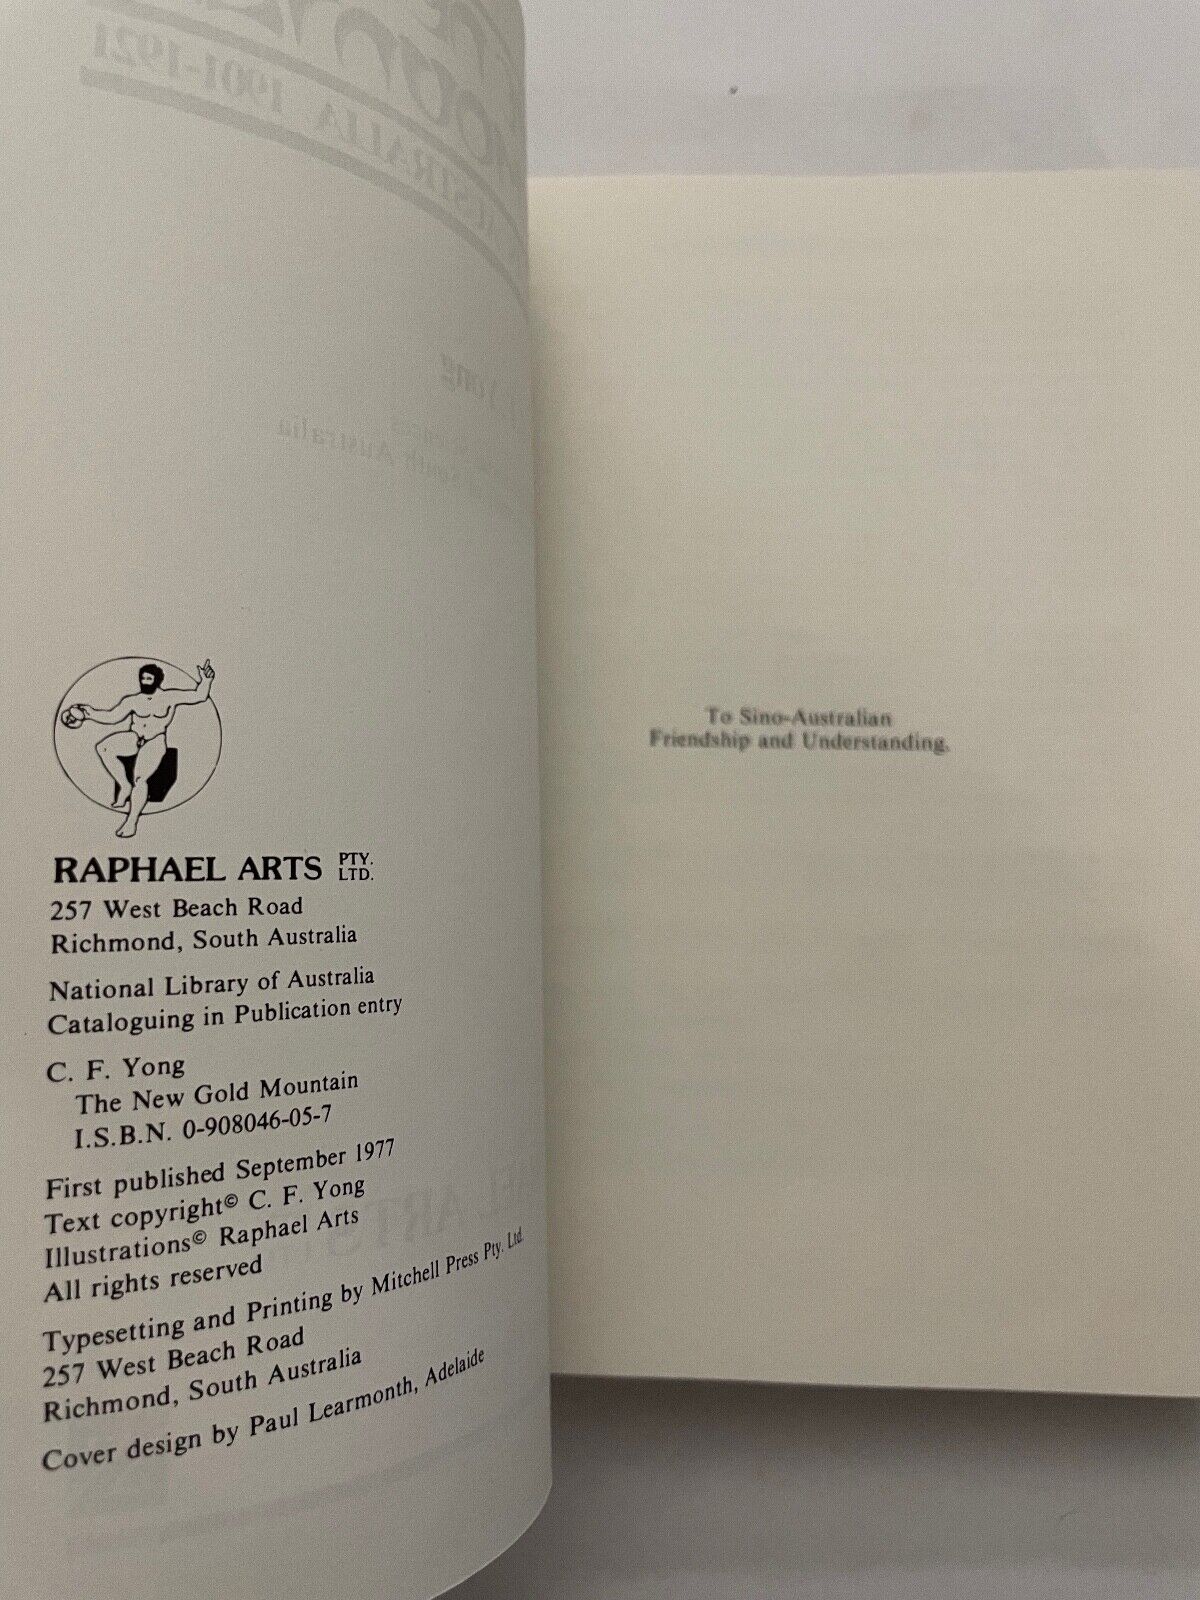 RAPHAEL ARTS PTY. LTD.
257 West Beach Road
Richmond, South Australia
National Library of Australia
Cataloguing in Publication entry
C. F. Yong
The New Gold Mountain
I.S.B.N. 0-908046-05-7
First published September 1977
Text copyright© C. F. Yong
Illustrations© Raphael Arts
All rights reserved
Typesetting and Printing by Mitchell Press Pty. Ltd.
257 West Beach Road
Richmond, South Australia
Cover design by Paul Learmonth, Adelaide
To Sino-Australian
Friendship and Understanding.